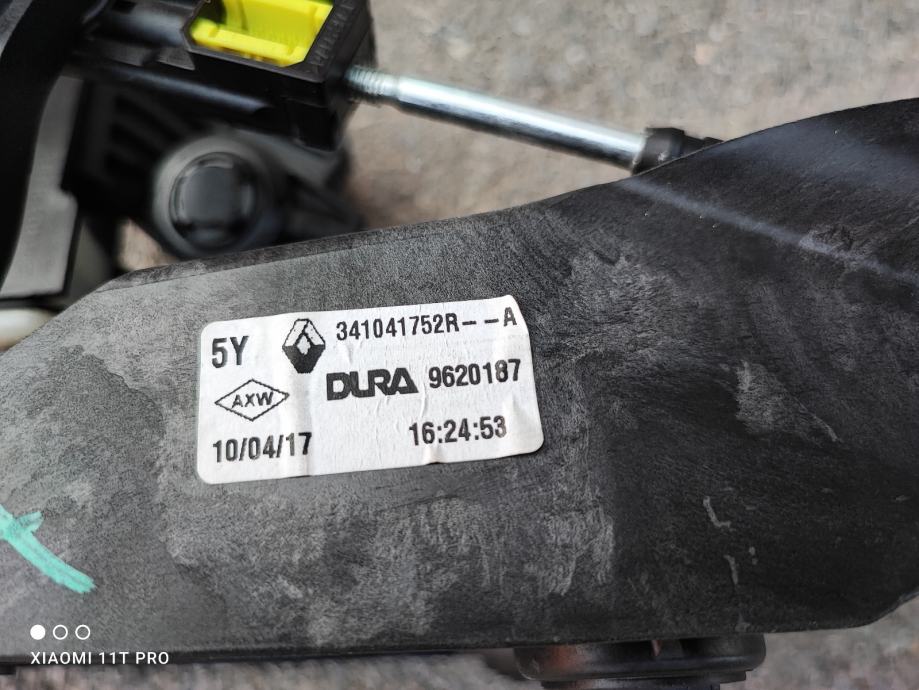 5Y
341041752R--A
AXW
DURA 9620187
10/04/17
16:24:53
XIAOMI 11T PRO